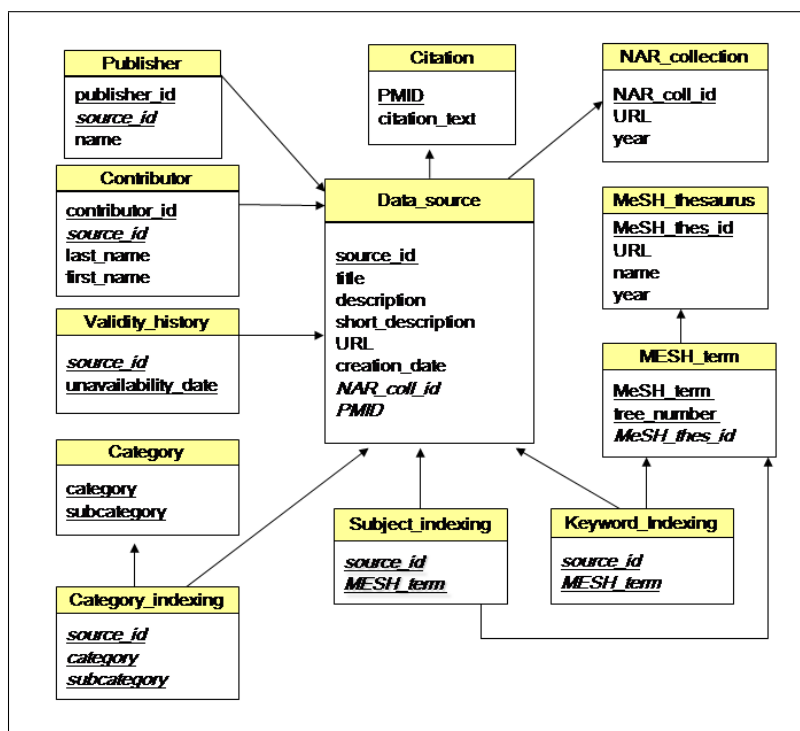 Publisher
publisher_id
source_id
name
Citation
PMID
citation_text
NAR_collection
NAR_coll_id
URL
year
Contributor
contributor_id
source_id
last_name
first_name
Data_source
source_id
title
description
short_description
URL
creation_date
NAR_coll_id
PMID
MeSH_thesaurus
MeSH_thes_id
URL
name
year
Validity_history
source_id
unavailability_date
MESH_term
MeSH_term
tree_number
MeSH_thes_id
Category
category
subcategory
Subject_indexing
source_id
MESH_term
Keyword_Indexing
source_id
MESH_term
Category_indexing
source_id
category
subcategory